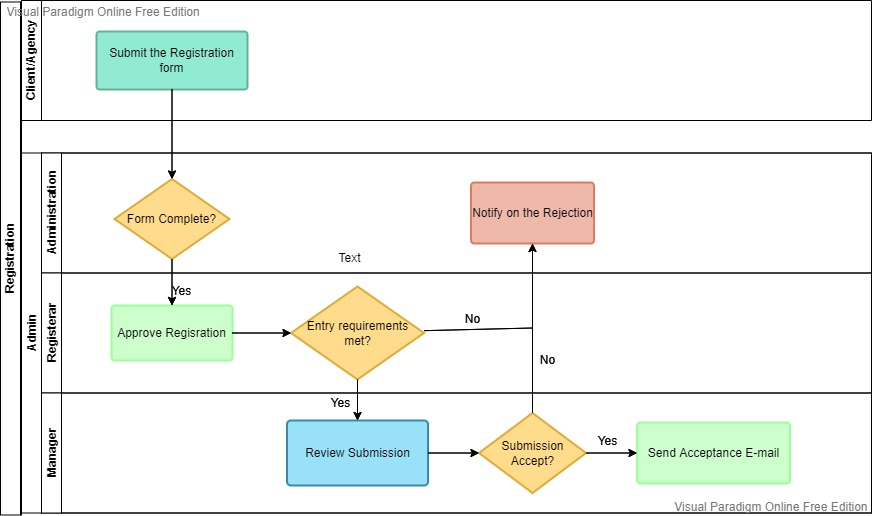 Visual Paradigm Online Free Edition
Registration
Client/Agency
Submit the Registration
form
Admin
Administration
Form Complete?
Notify on the Rejection
Text
Yes
Registerar
Approve Regisration
Entry requirements
met?
No
No
Yes
Manager
Review Submission
Submission
Accept?
Yes
Send Acceptance E-mail
Visual Paradigm Online Free Edition